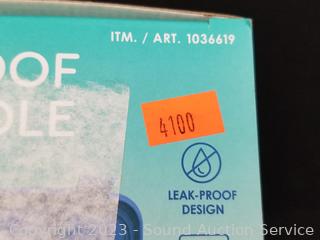 ITM. / ART. 1036619
OOF
OLE
4100
LEAK-PROOF
DESIGN
Copyright 2023 - Sound Auction Service